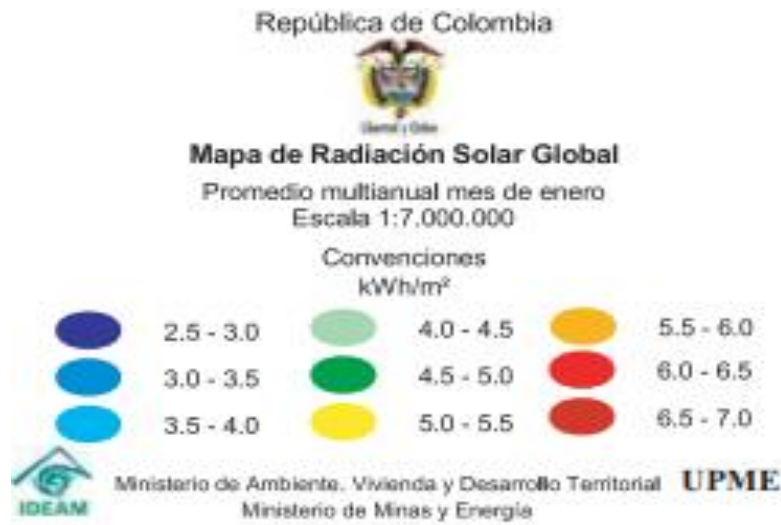 República de Colombia
Libertad y Orden
Mapa de Radiación Solar Global
Promedio multianual mes de enero
Escala 1:7.000.000
Convenciones
kWh/m²
2.5 - 3.0 4.0 - 4.5 5.5 - 6.0
3.0 - 3.5 4.5 - 5.0 6.0 - 6.5
3.5 - 4.0 5.0 - 5.5 6.5 - 7.0
IDEAM Ministerio de Ambiente. Vivienda y Desarrollo Territorial UPME
Ministerio de Minas y Energía